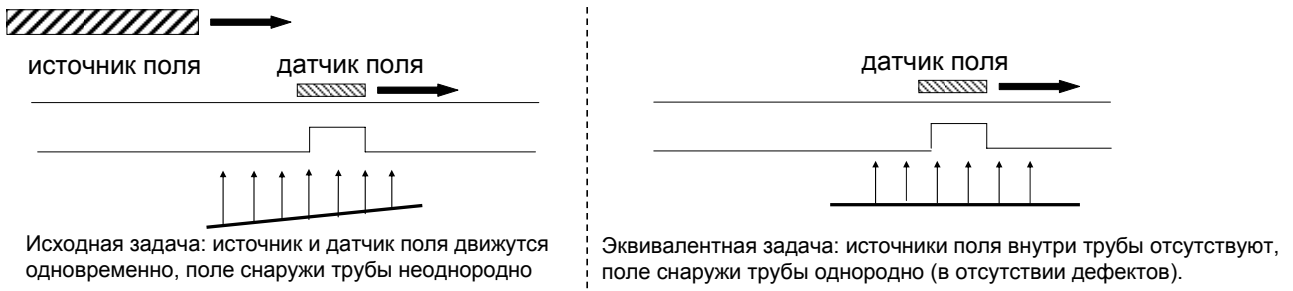 источник поля
датчик поля
Исходная задача: источник и датчик поля движутся
одновременно, поле снаружи трубы неоднородно
датчик поля
Эквивалентная задача: источники поля внутри трубы отсутствуют,
поле снаружи трубы однородно (в отсутствии дефектов).